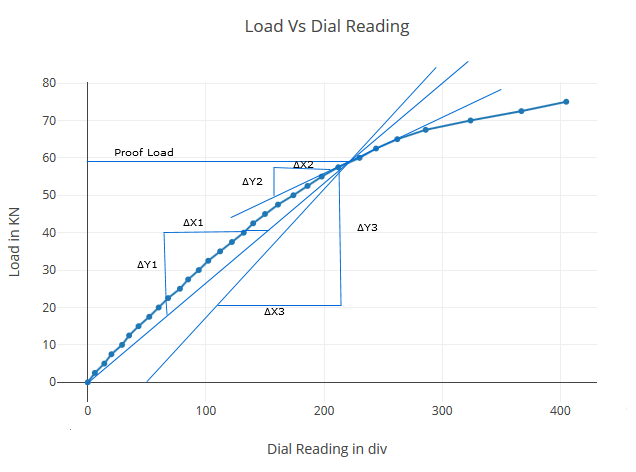 Load Vs Dial Reading
80
70
60
Proof Load
ΔX2
ΔY2
50
ΔX1
ΔY3
40
ΔY1
30
20
ΔX3
10
0
0 100 200 300 400
Load in KN
Dial Reading in div